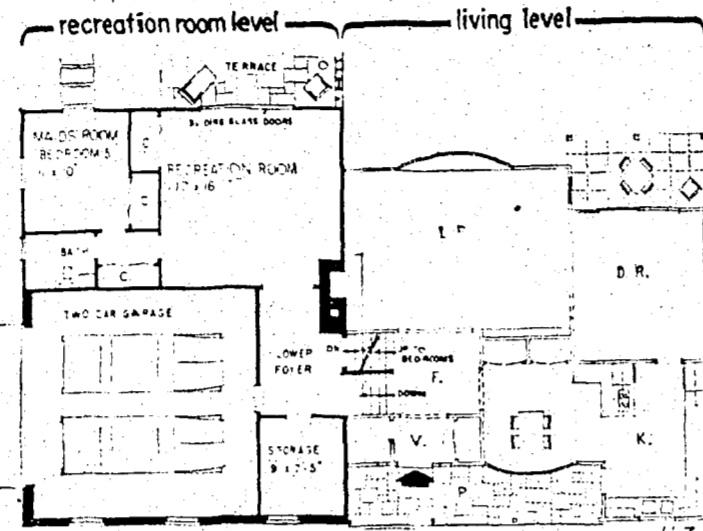 recreation room level
living level
TERRACE
SLIDING GLASS DOORS
MAIDS ROOM
BEDROOM 5
C
RECREATION ROOM
C
BATH
C.
L.R.
D.R.
TWO CAR GARAGE
LOWER
FOYER
DN
UP TO
BEDROOMS
F.
DOWN
V.
K.
STORAGE
P